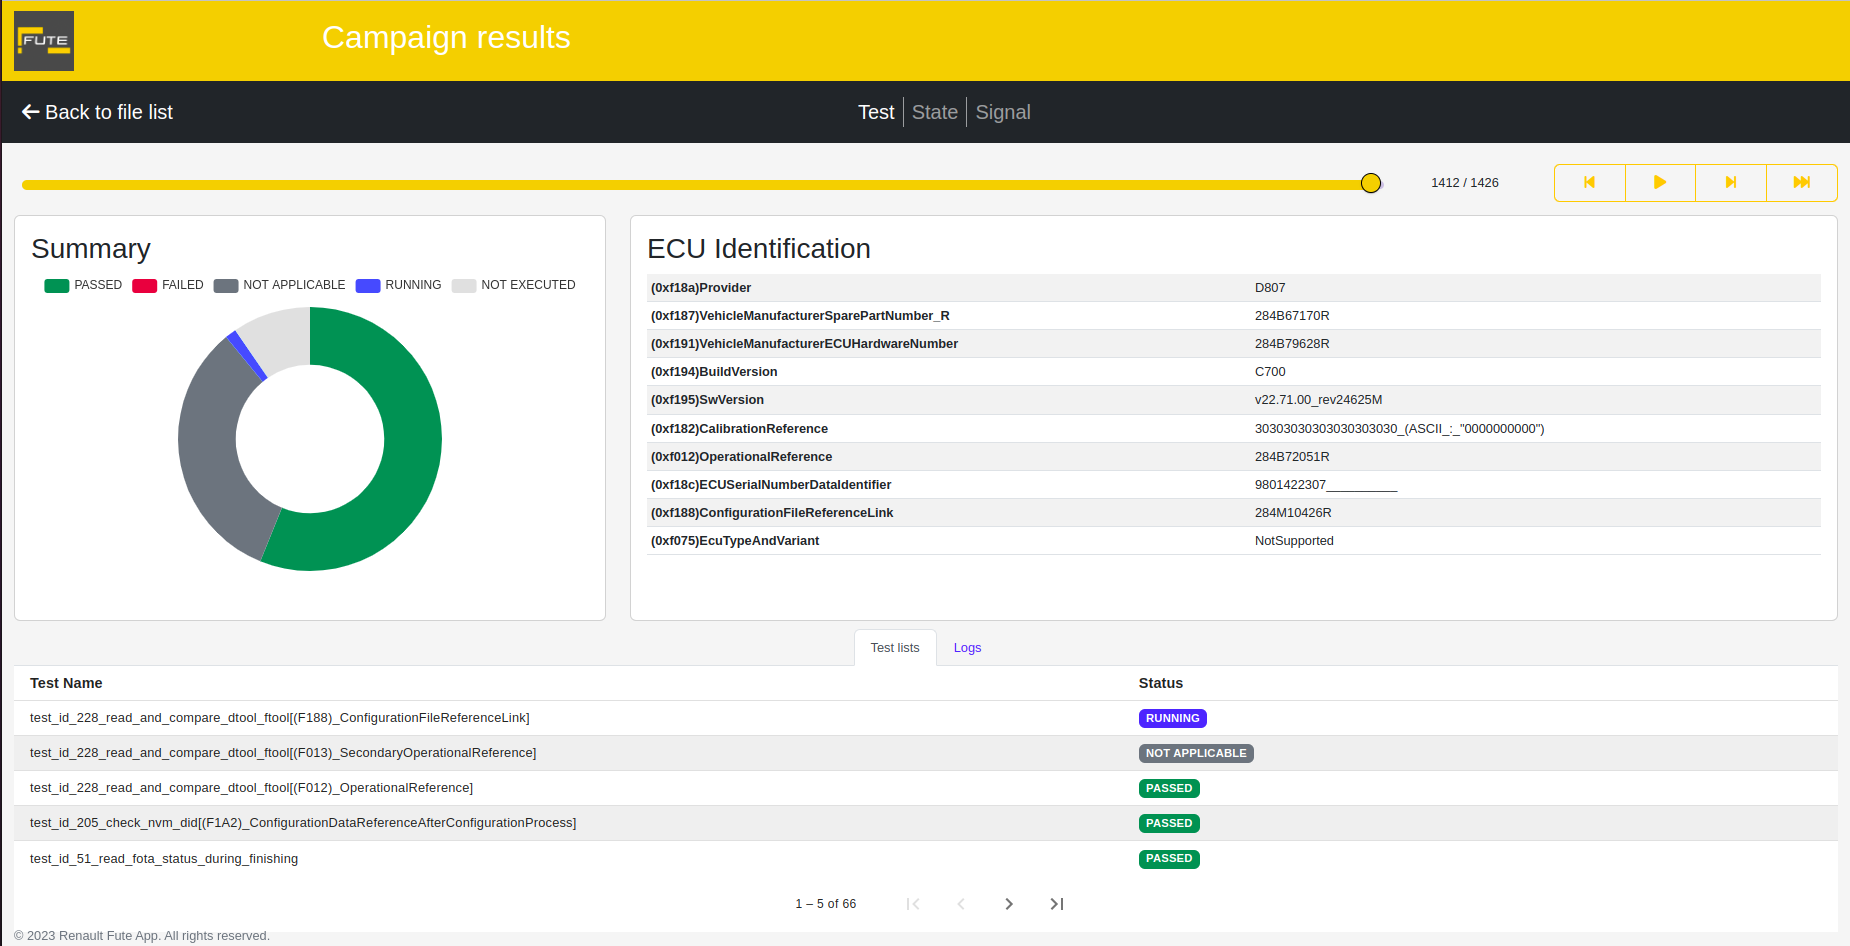 FUTE
Campaign results
Back to file list
Test State Signal
1412 / 1426
Summary
PASSED FAILED NOT APPLICABLE RUNNING NOT EXECUTED
ECU Identification
(0xf18a)Provider D807
(0xf187)VehicleManufacturerSparePartNumber_R 284B67170R
(0xf191)VehicleManufacturerECUHardwareNumber 284B79628R
(0xf194)BuildVersion C700
(0xf195)SwVersion v22.71.00_rev24625M
(0xf182)CalibrationReference 30303030303030303030_(ASCII_:_"0000000000")
(0xf012)OperationalReference 284B72051R
(0xf18c)ECUSerialNumberDataIdentifier 9801422307__________
(0xf188)ConfigurationFileReferenceLink 284M10426R
(0xf075)EcuTypeAndVariant NotSupported
Test lists Logs
Test Name Status
test_id_228_read_and_compare_dtool_ftool[(F188)_ConfigurationFileReferenceLink] RUNNING
test_id_228_read_and_compare_dtool_ftool[(F013)_SecondaryOperationalReference] NOT APPLICABLE
test_id_228_read_and_compare_dtool_ftool[(F012)_OperationalReference] PASSED
test_id_205_check_nvm_did[(F1A2)_ConfigurationDataReferenceAfterConfigurationProcess] PASSED
test_id_51_read_fota_status_during_finishing PASSED
1 – 5 of 66
© 2023 Renault Fute App. All rights reserved.